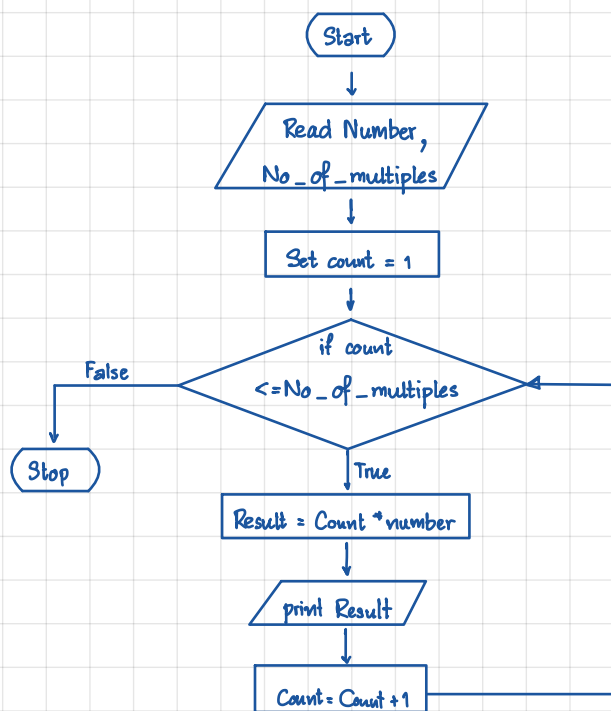 Start
Read Number,
No_of_multiples
Set count = 1
if count
<=No_of_multiples
False
Stop
True
Result = Count *number
print Result
Count = Count +1